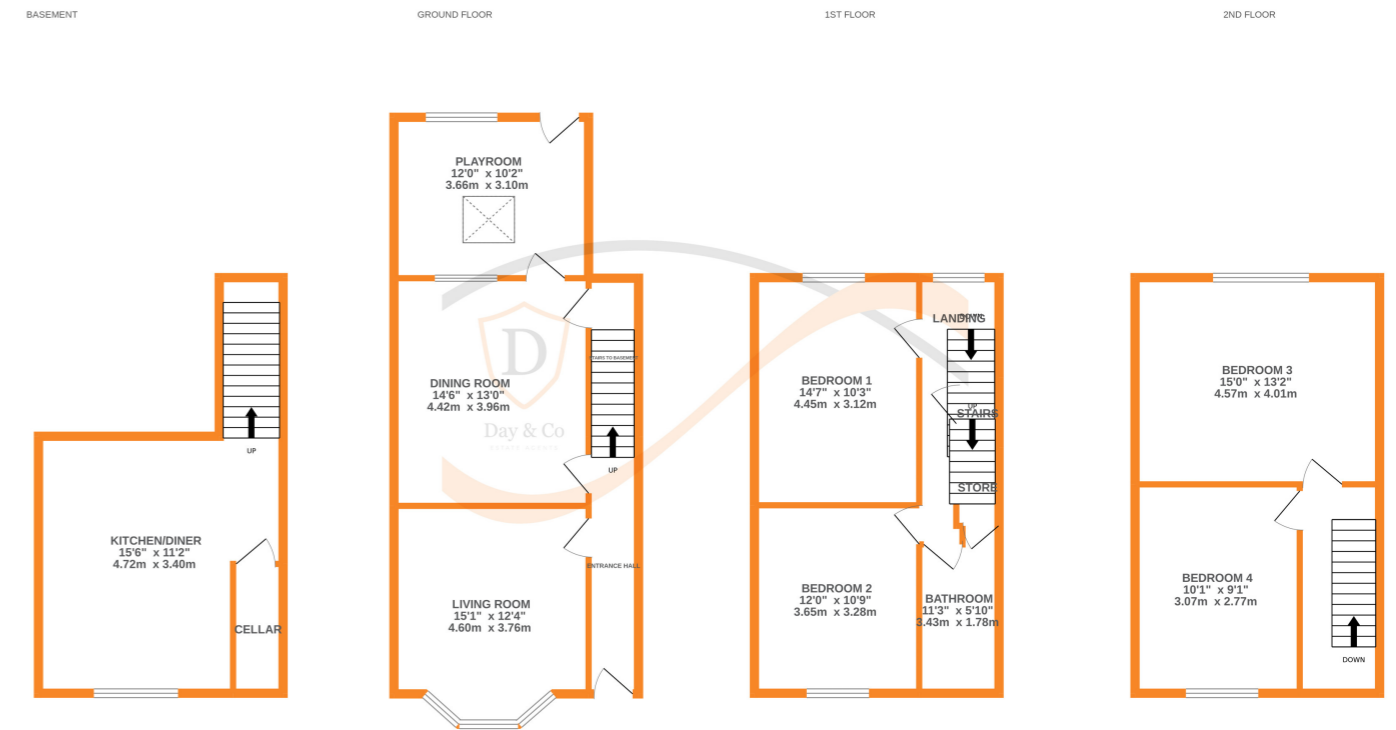 BASEMENT
GROUND FLOOR
1ST FLOOR
2ND FLOOR
UP
KITCHEN/DINER
15'6" x 11'2"
4.72m x 3.40m
CELLAR
PLAYROOM
12'0" x 10'2"
3.66m x 3.10m
STAIRS TO BASEMENT
DINING ROOM
14'6" x 13'0"
4.42m x 3.96m
D
Day & Co
ESTATE AGENTS
UP
ENTRANCE HALL
LIVING ROOM
15'1" x 12'4"
4.60m x 3.76m
LANDING
DOWN
BEDROOM 1
14'7" x 10'3"
4.45m x 3.12m
UP
STAIRS
STORE
BEDROOM 2
12'0" x 10'9"
3.65m x 3.28m
BATHROOM
11'3" x 5'10"
3.43m x 1.78m
BEDROOM 3
15'0" x 13'2"
4.57m x 4.01m
BEDROOM 4
10'1" x 9'1"
3.07m x 2.77m
DOWN